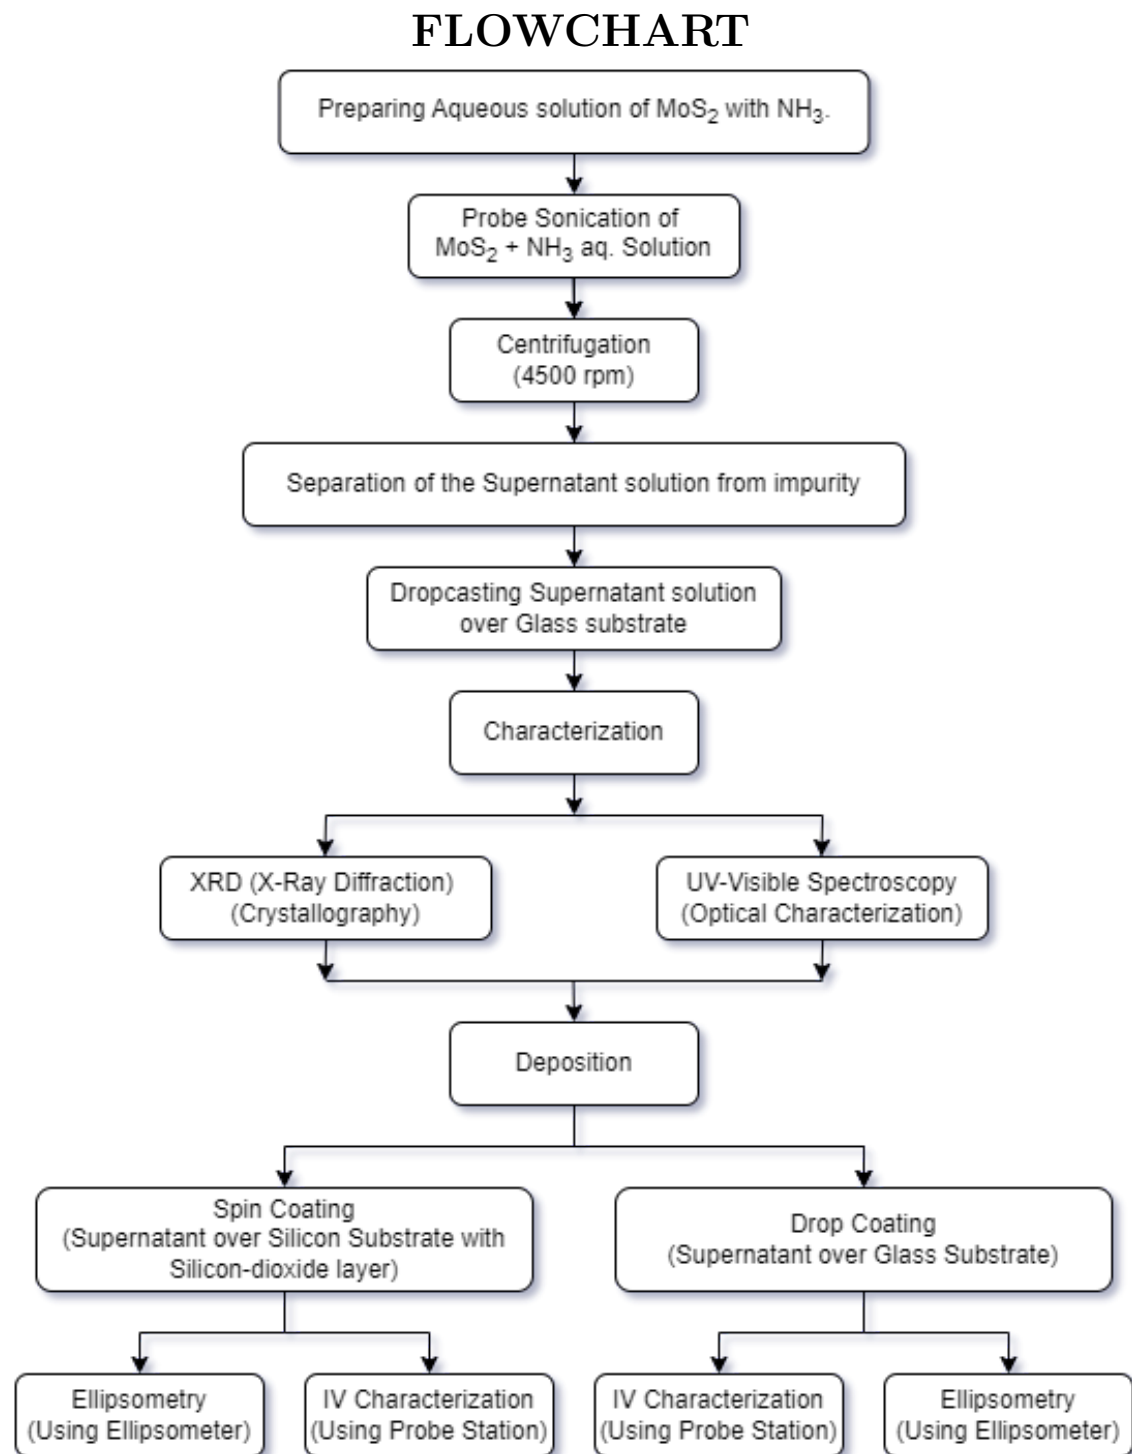 FLOWCHART
Preparing Aqueous solution of MoS₂ with NH₃.
Probe Sonication of
MoS₂ + NH₃ aq. Solution
Centrifugation
(4500 rpm)
Separation of the Supernatant solution from impurity
Dropcasting Supernatant solution
over Glass substrate
Characterization
XRD (X-Ray Diffraction)
(Crystallography)
UV-Visible Spectroscopy
(Optical Characterization)
Deposition
Spin Coating
(Supernatant over Silicon Substrate with
Silicon-dioxide layer)
Drop Coating
(Supernatant over Glass Substrate)
Ellipsometry
(Using Ellipsometer)
IV Characterization
(Using Probe Station)
IV Characterization
(Using Probe Station)
Ellipsometry
(Using Ellipsometer)